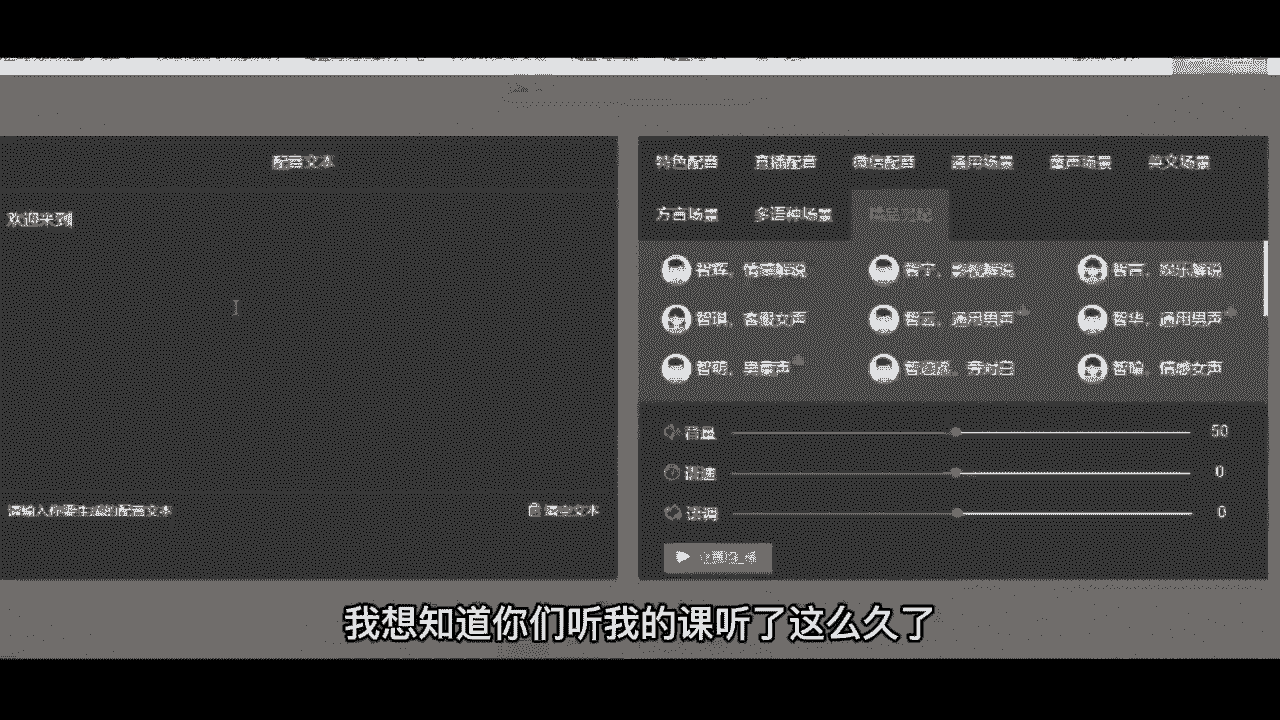 配音文本
欢迎来到
请输入你要生成的配音文本
清空文本
特色配音 直播配音 微信配音 通用场景 童声场景 英文场景
方言场景 多语种场景
智辉，情感解说 智宁，影视解说 智言，娱乐解说
智琪，客服女声 智云，通用男声 智华，通用男声
智萌，男童声 智逍遥，旁对白 智瑜，情感女声
音量 50
语速 0
语调 0
我想知道你们听我的课听了这么久了